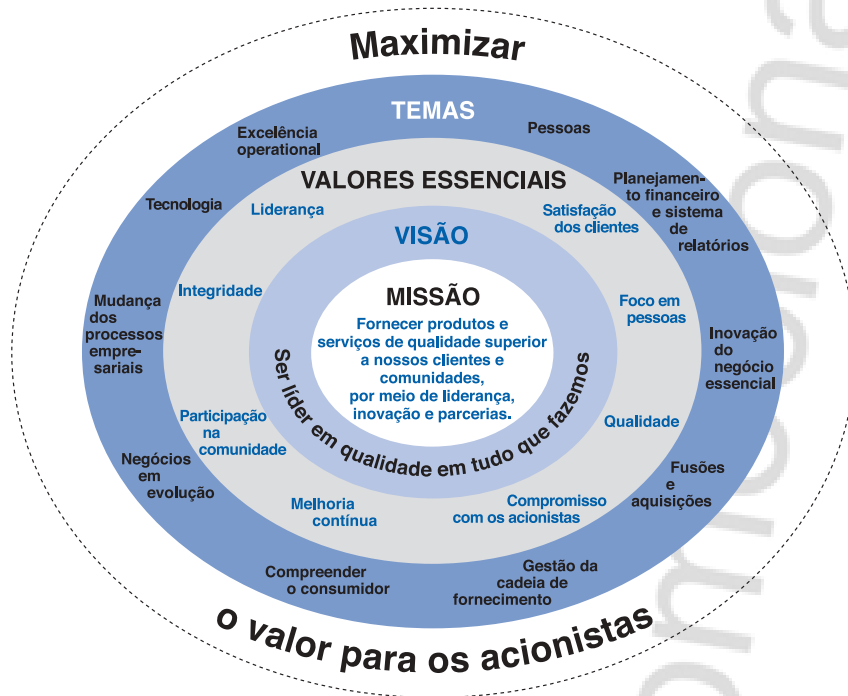 Maximizar
TEMAS
Excelência
operacional
Pessoas
Tecnologia
Planejamen-
to financeiro
e sistema
de
relatórios
Mudança
dos
processos
empre-
sariais
Inovação
do
negócio
essencial
Negócios
em
evolução
Fusões
e
aquisições
Compreender
o consumidor
Gestão da
cadeia de
fornecimento
VALORES ESSENCIAIS
Liderança
Satisfação
dos clientes
Integridade
Foco em
pessoas
Participação
na
comunidade
Qualidade
Melhoria
contínua
Compromisso
com os acionistas
VISÃO
Ser líder em qualidade em tudo que fazemos
MISSÃO
Fornecer produtos e
serviços de qualidade superior
a nossos clientes e
comunidades,
por meio de liderança,
inovação e parcerias.
o valor para os acionistas